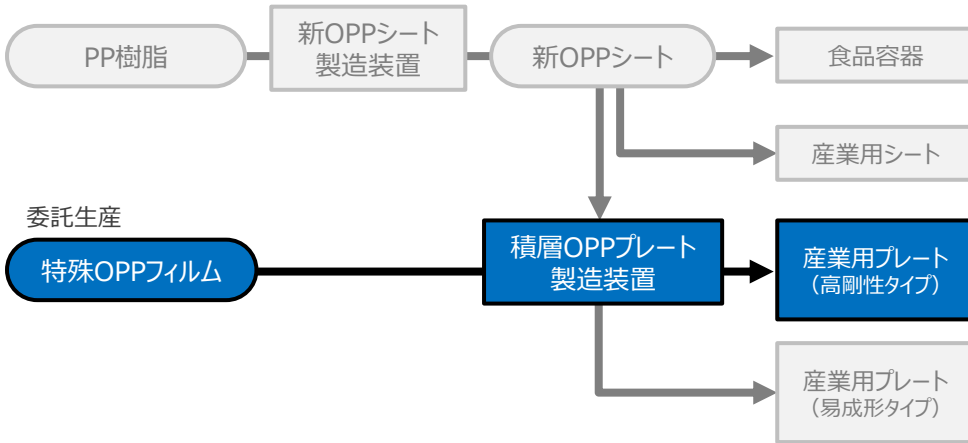 PP樹脂
新OPPシート
製造装置
新OPPシート
食品容器
産業用シート
委託生産
特殊OPPフィルム
積層OPPプレート
製造装置
産業用プレート
（高剛性タイプ）
産業用プレート
（易成形タイプ）